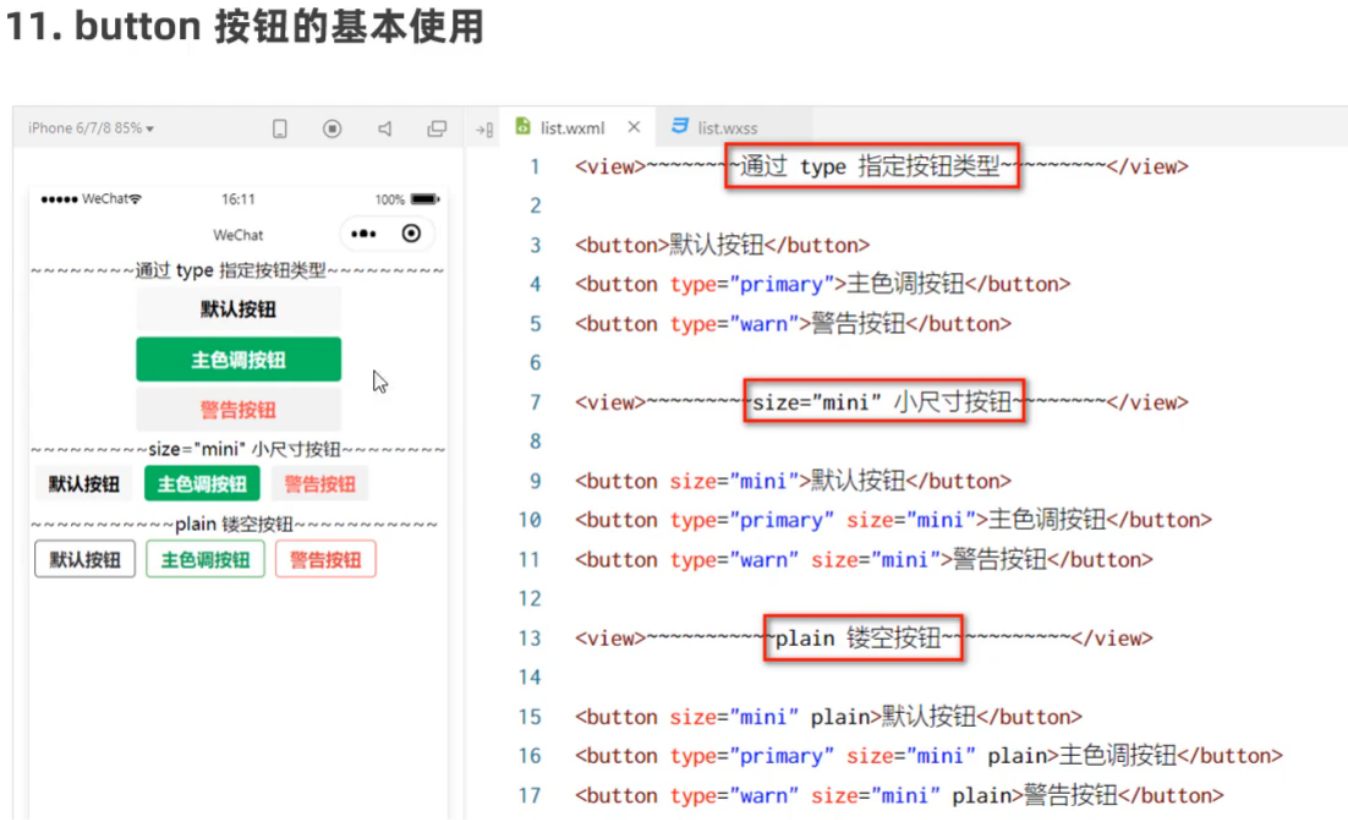 11. button 按钮的基本使用
iPhone 6/7/8 85%
list.wxml
list.wxss
WeChat
16:11
100%
WeChat
~~~~~~~~通过 type 指定按钮类型~~~~~~~~~
默认按钮
主色调按钮
警告按钮
~~~~~~~~~size="mini" 小尺寸按钮~~~~~~~~
默认按钮 主色调按钮 警告按钮
~~~~~~~~~~~plain 镂空按钮~~~~~~~~~~~
默认按钮 主色调按钮 警告按钮
1 <view>~~~~~~~~通过 type 指定按钮类型~~~~~~~~~</view>
2
3 <button>默认按钮</button>
4 <button type="primary">主色调按钮</button>
5 <button type="warn">警告按钮</button>
6
7 <view>~~~~~~~~~size="mini" 小尺寸按钮~~~~~~~~</view>
8
9 <button size="mini">默认按钮</button>
10 <button type="primary" size="mini">主色调按钮</button>
11 <button type="warn" size="mini">警告按钮</button>
12
13 <view>~~~~~~~~~~~plain 镂空按钮~~~~~~~~~~~</view>
14
15 <button size="mini" plain>默认按钮</button>
16 <button type="primary" size="mini" plain>主色调按钮</button>
17 <button type="warn" size="mini" plain>警告按钮</button>